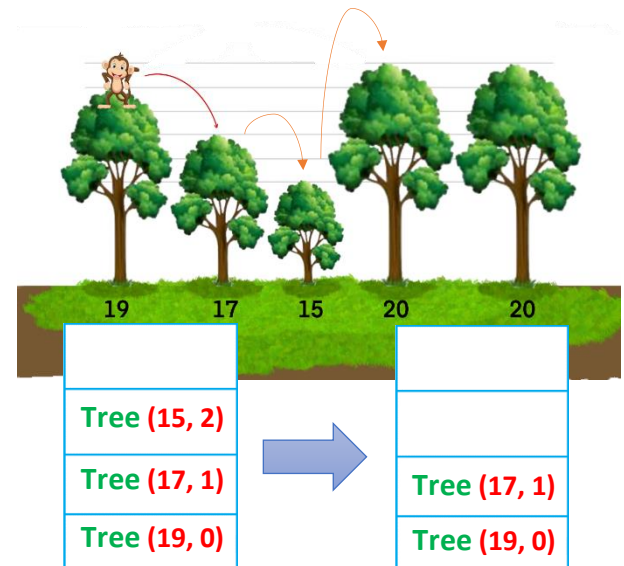 19 17 15 20 20
Tree (15, 2)
Tree (17, 1)
Tree (19, 0)
Tree (17, 1)
Tree (19, 0)